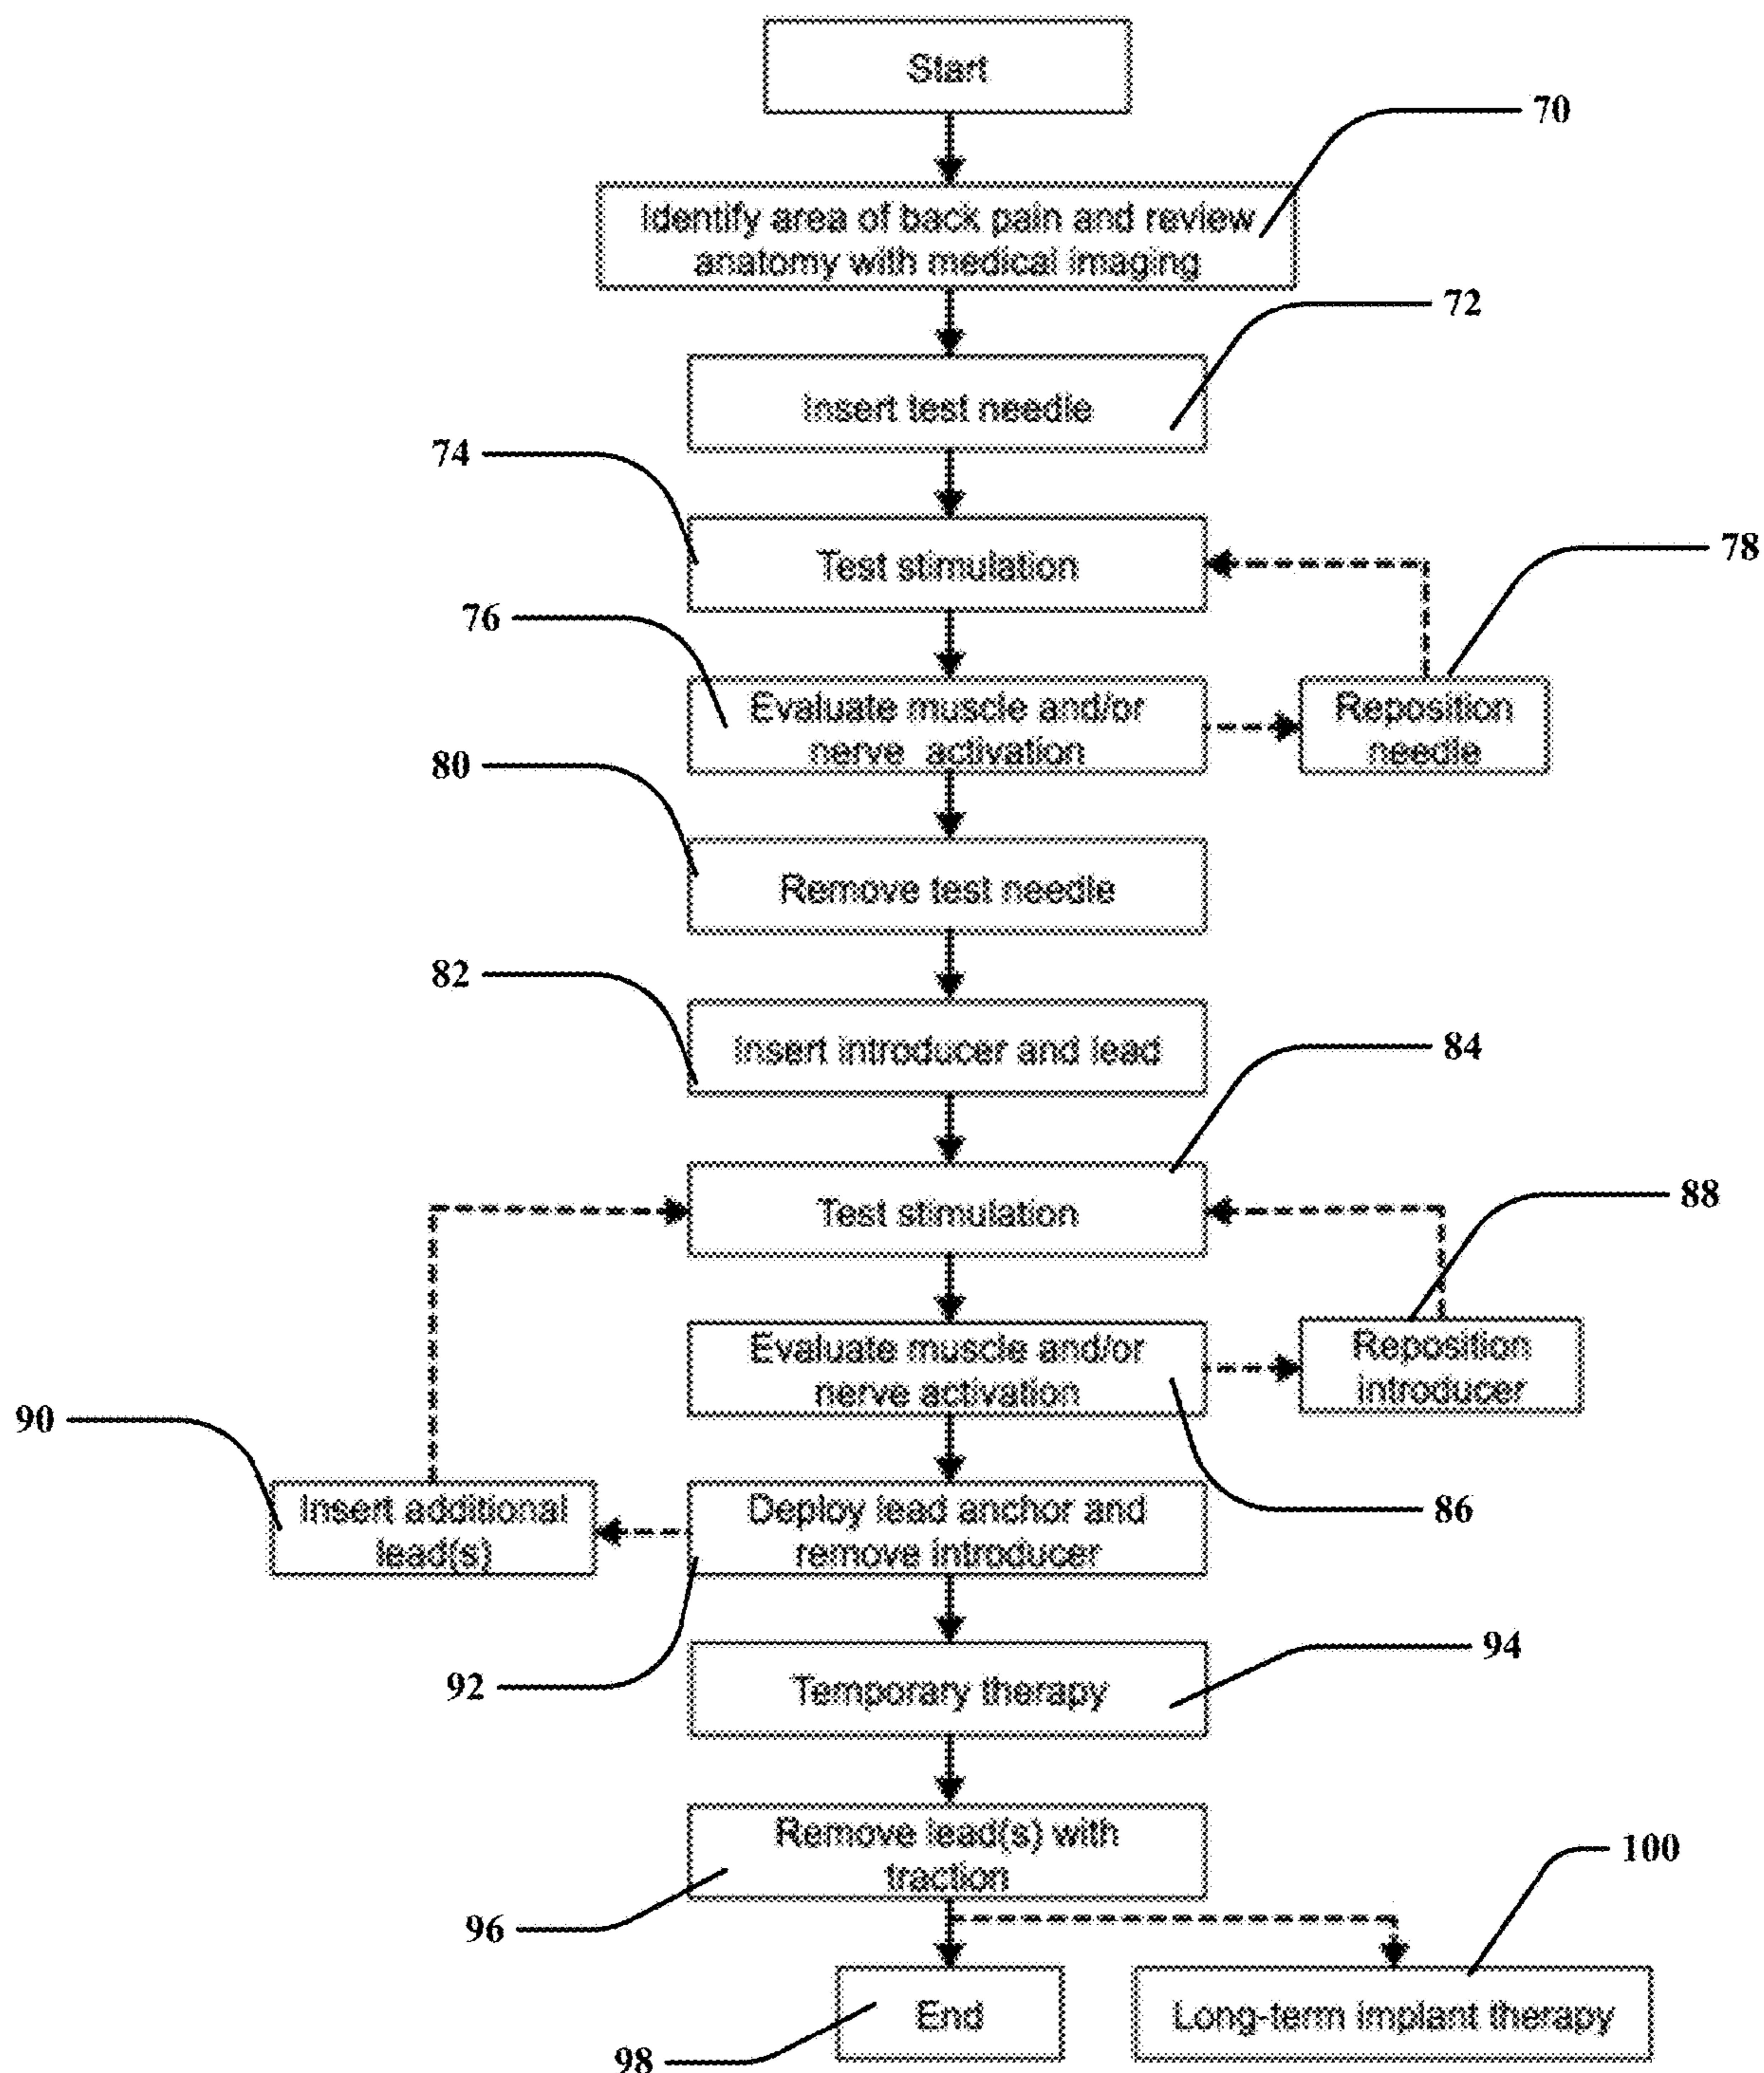 Start
70
Identify area of back pain and review
anatomy with medical imaging
72
Insert test needle
74
Test stimulation
78
76
Evaluate muscle and/or
nerve activation
Reposition
needle
80
Remove test needle
82
Insert introducer and lead
84
Test stimulation
88
Evaluate muscle and/or
nerve activation
Reposition
introducer
90
86
Insert additional
lead(s)
Deploy lead anchor and
remove introducer
92
94
Temporary therapy
Remove lead(s) with
traction
100
96
End
Long-term implant therapy
98